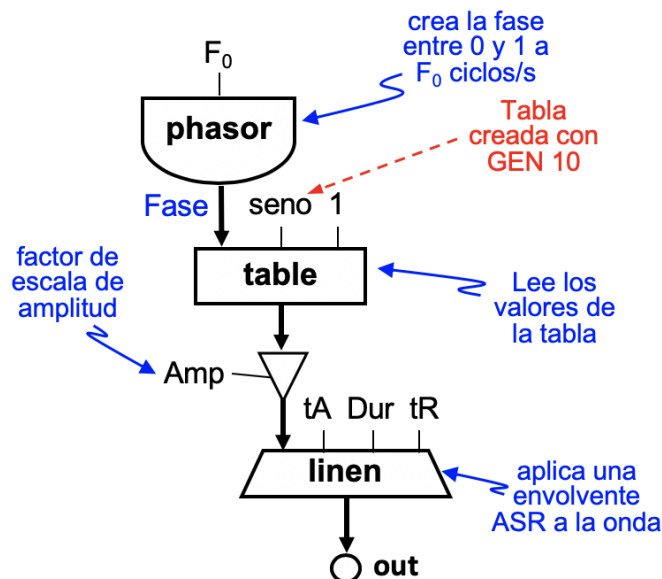 crea la fase
entre 0 y 1 a
F₀ ciclos/s
F₀
phasor
Tabla
creada con
GEN 10
Fase
seno 1
table
factor de
escala de
amplitud
Lee los
valores de
la tabla
Amp
tA Dur tR
linen
aplica una
envolvente
ASR a la onda
out